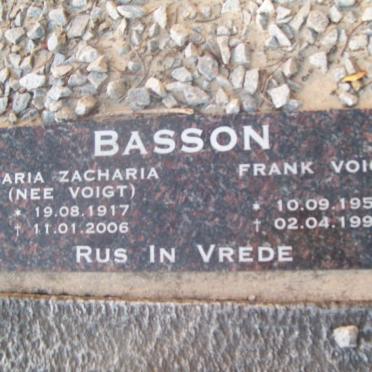 BASSON
ARIA ZACHARIA
(NEE VOIGT)
* 19.08.1917
† 11.01.2006
FRANK VOIG
* 10.09.195
† 02.04.199
RUS IN VREDE